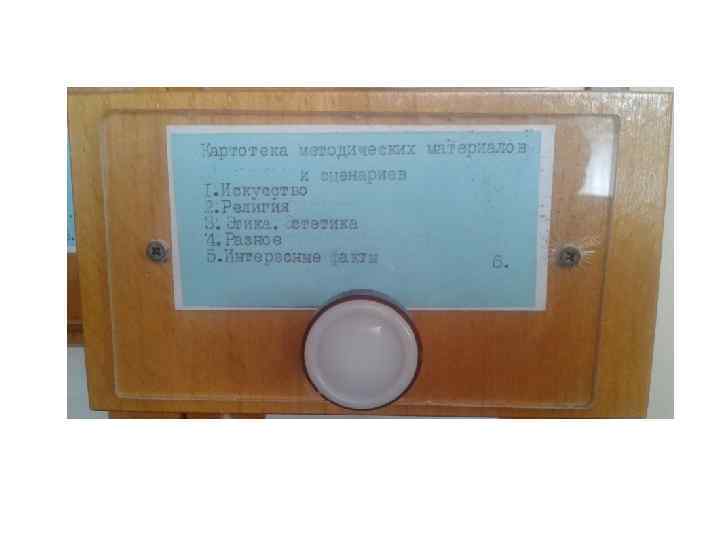 Картотека методических материалов
и сценариев
1. Искусство
2. Религия
3. Этика. Эстетика
4. Разное
5. Интересные факты
6.